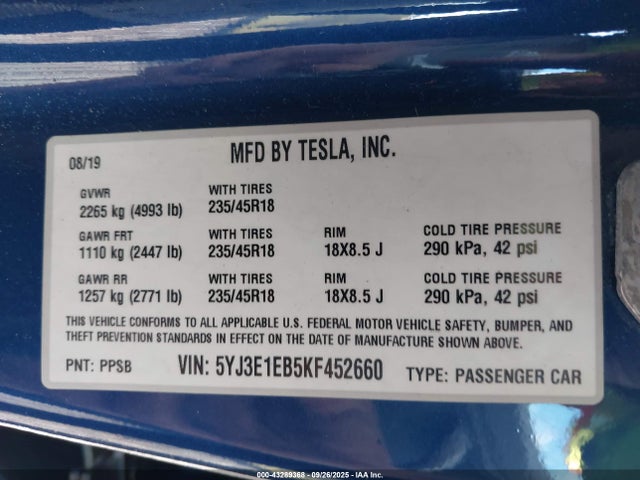 08/19 MFD BY TESLA, INC.
GVWR WITH TIRES
2265 kg (4993 lb) 235/45R18
GAWR FRT WITH TIRES RIM COLD TIRE PRESSURE
1110 kg (2447 lb) 235/45R18 18X8.5 J 290 kPa, 42 psi
GAWR RR WITH TIRES RIM COLD TIRE PRESSURE
1257 kg (2771 lb) 235/45R18 18X8.5 J 290 kPa, 42 psi
THIS VEHICLE CONFORMS TO ALL APPLICABLE U.S. FEDERAL MOTOR VEHICLE SAFETY, BUMPER, AND
THEFT PREVENTION STANDARDS IN EFFECT ON THE DATE OF MANUFACTURE SHOWN ABOVE.
PNT: PPSB VIN: 5YJ3E1EB5KF452660 TYPE: PASSENGER CAR
000-43289368 - 09/26/2025 - IAA Inc.